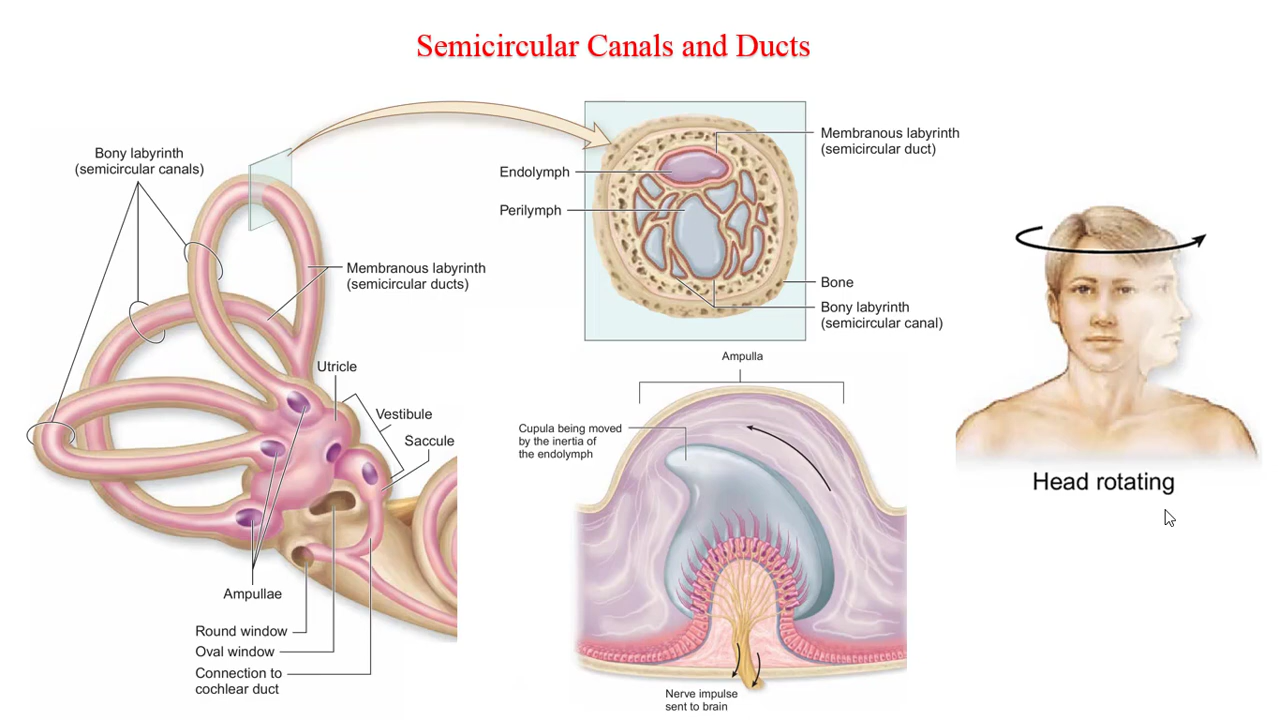 Semicircular Canals and Ducts
Bony labyrinth
(semicircular canals)
Membranous labyrinth
(semicircular ducts)
Utricle
Vestibule
Saccule
Ampullae
Round window
Oval window
Connection to
cochlear duct
Endolymph
Perilymph
Membranous labyrinth
(semicircular duct)
Bone
Bony labyrinth
(semicircular canal)
Ampulla
Cupula being moved
by the inertia of
the endolymph
Nerve impulse
sent to brain
Head rotating